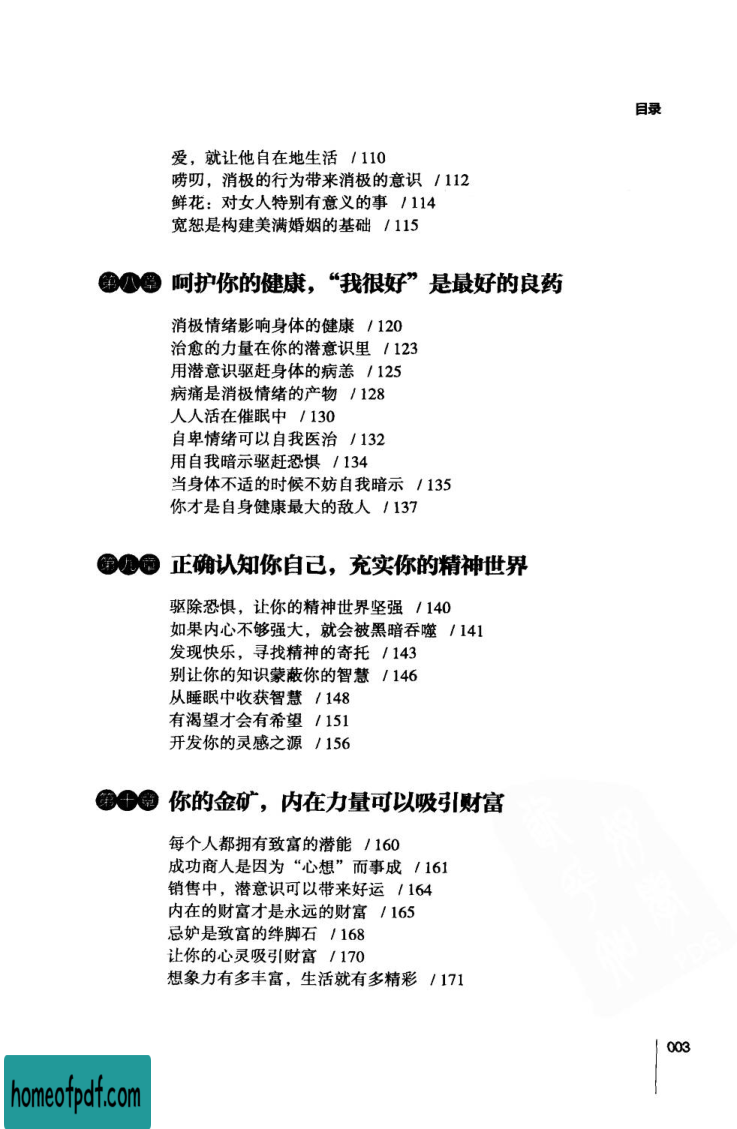 目录
爱，就让他自在地生活 / 110
唠叨，消极的行为带来消极的意识 / 112
鲜花：对女人特别有意义的事 / 114
宽恕是构建美满婚姻的基础 / 115
第八章 呵护你的健康，“我很好”是最好的良药
消极情绪影响身体的健康 / 120
治愈的力量在你的潜意识里 / 123
用潜意识驱赶身体的病恙 / 125
病痛是消极情绪的产物 / 128
人人活在催眠中 / 130
自卑情绪可以自我医治 / 132
用自我暗示驱赶恐惧 / 134
当身体不适的时候不妨自我暗示 / 135
你才是自身健康最大的敌人 / 137
第九章 正确认知你自己，充实你的精神世界
驱除恐惧，让你的精神世界坚强 / 140
如果内心不够强大，就会被黑暗吞噬 / 141
发现快乐，寻找精神的寄托 / 143
别让你的知识蒙蔽你的智慧 / 146
从睡眠中收获智慧 / 148
有渴望才会有希望 / 151
开发你的灵感之源 / 156
第十章 你的金矿，内在力量可以吸引财富
每个人都拥有致富的潜能 / 160
成功商人是因为“心想”而事成 / 161
销售中，潜意识可以带来好运 / 164
内在的财富才是永远的财富 / 165
忌妒是致富的绊脚石 / 168
让你的心灵吸引财富 / 170
想象力有多丰富，生活就有多精彩 / 171
003
homeofpdf.com